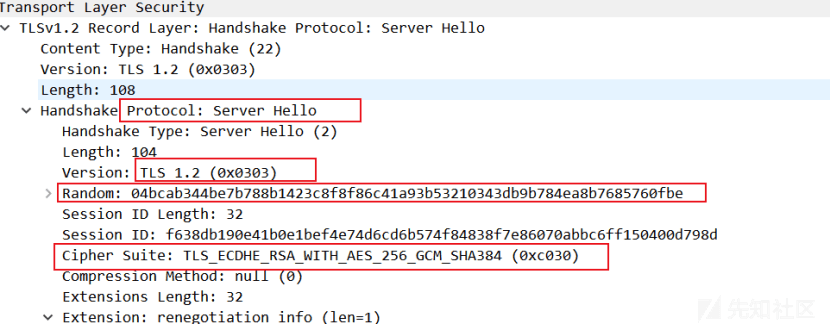 Transport Layer Security
TLSv1.2 Record Layer: Handshake Protocol: Server Hello
Content Type: Handshake (22)
Version: TLS 1.2 (0x0303)
Length: 108
Handshake Protocol: Server Hello
Handshake Type: Server Hello (2)
Length: 104
Version: TLS 1.2 (0x0303)
Random: 04bcab344be7b788b1423c8f8f86c41a93b53210343db9b784ea8b7685760fbe
Session ID Length: 32
Session ID: f638db190e41b0e1bef4e74d6cd6b574f84838f7e86070abbc6ff150400d798d
Cipher Suite: TLS_ECDHE_RSA_WITH_AES_256_GCM_SHA384 (0xc030)
Compression Method: null (0)
Extensions Length: 32
Extension: renegotiation_info (len=1)
先知社区